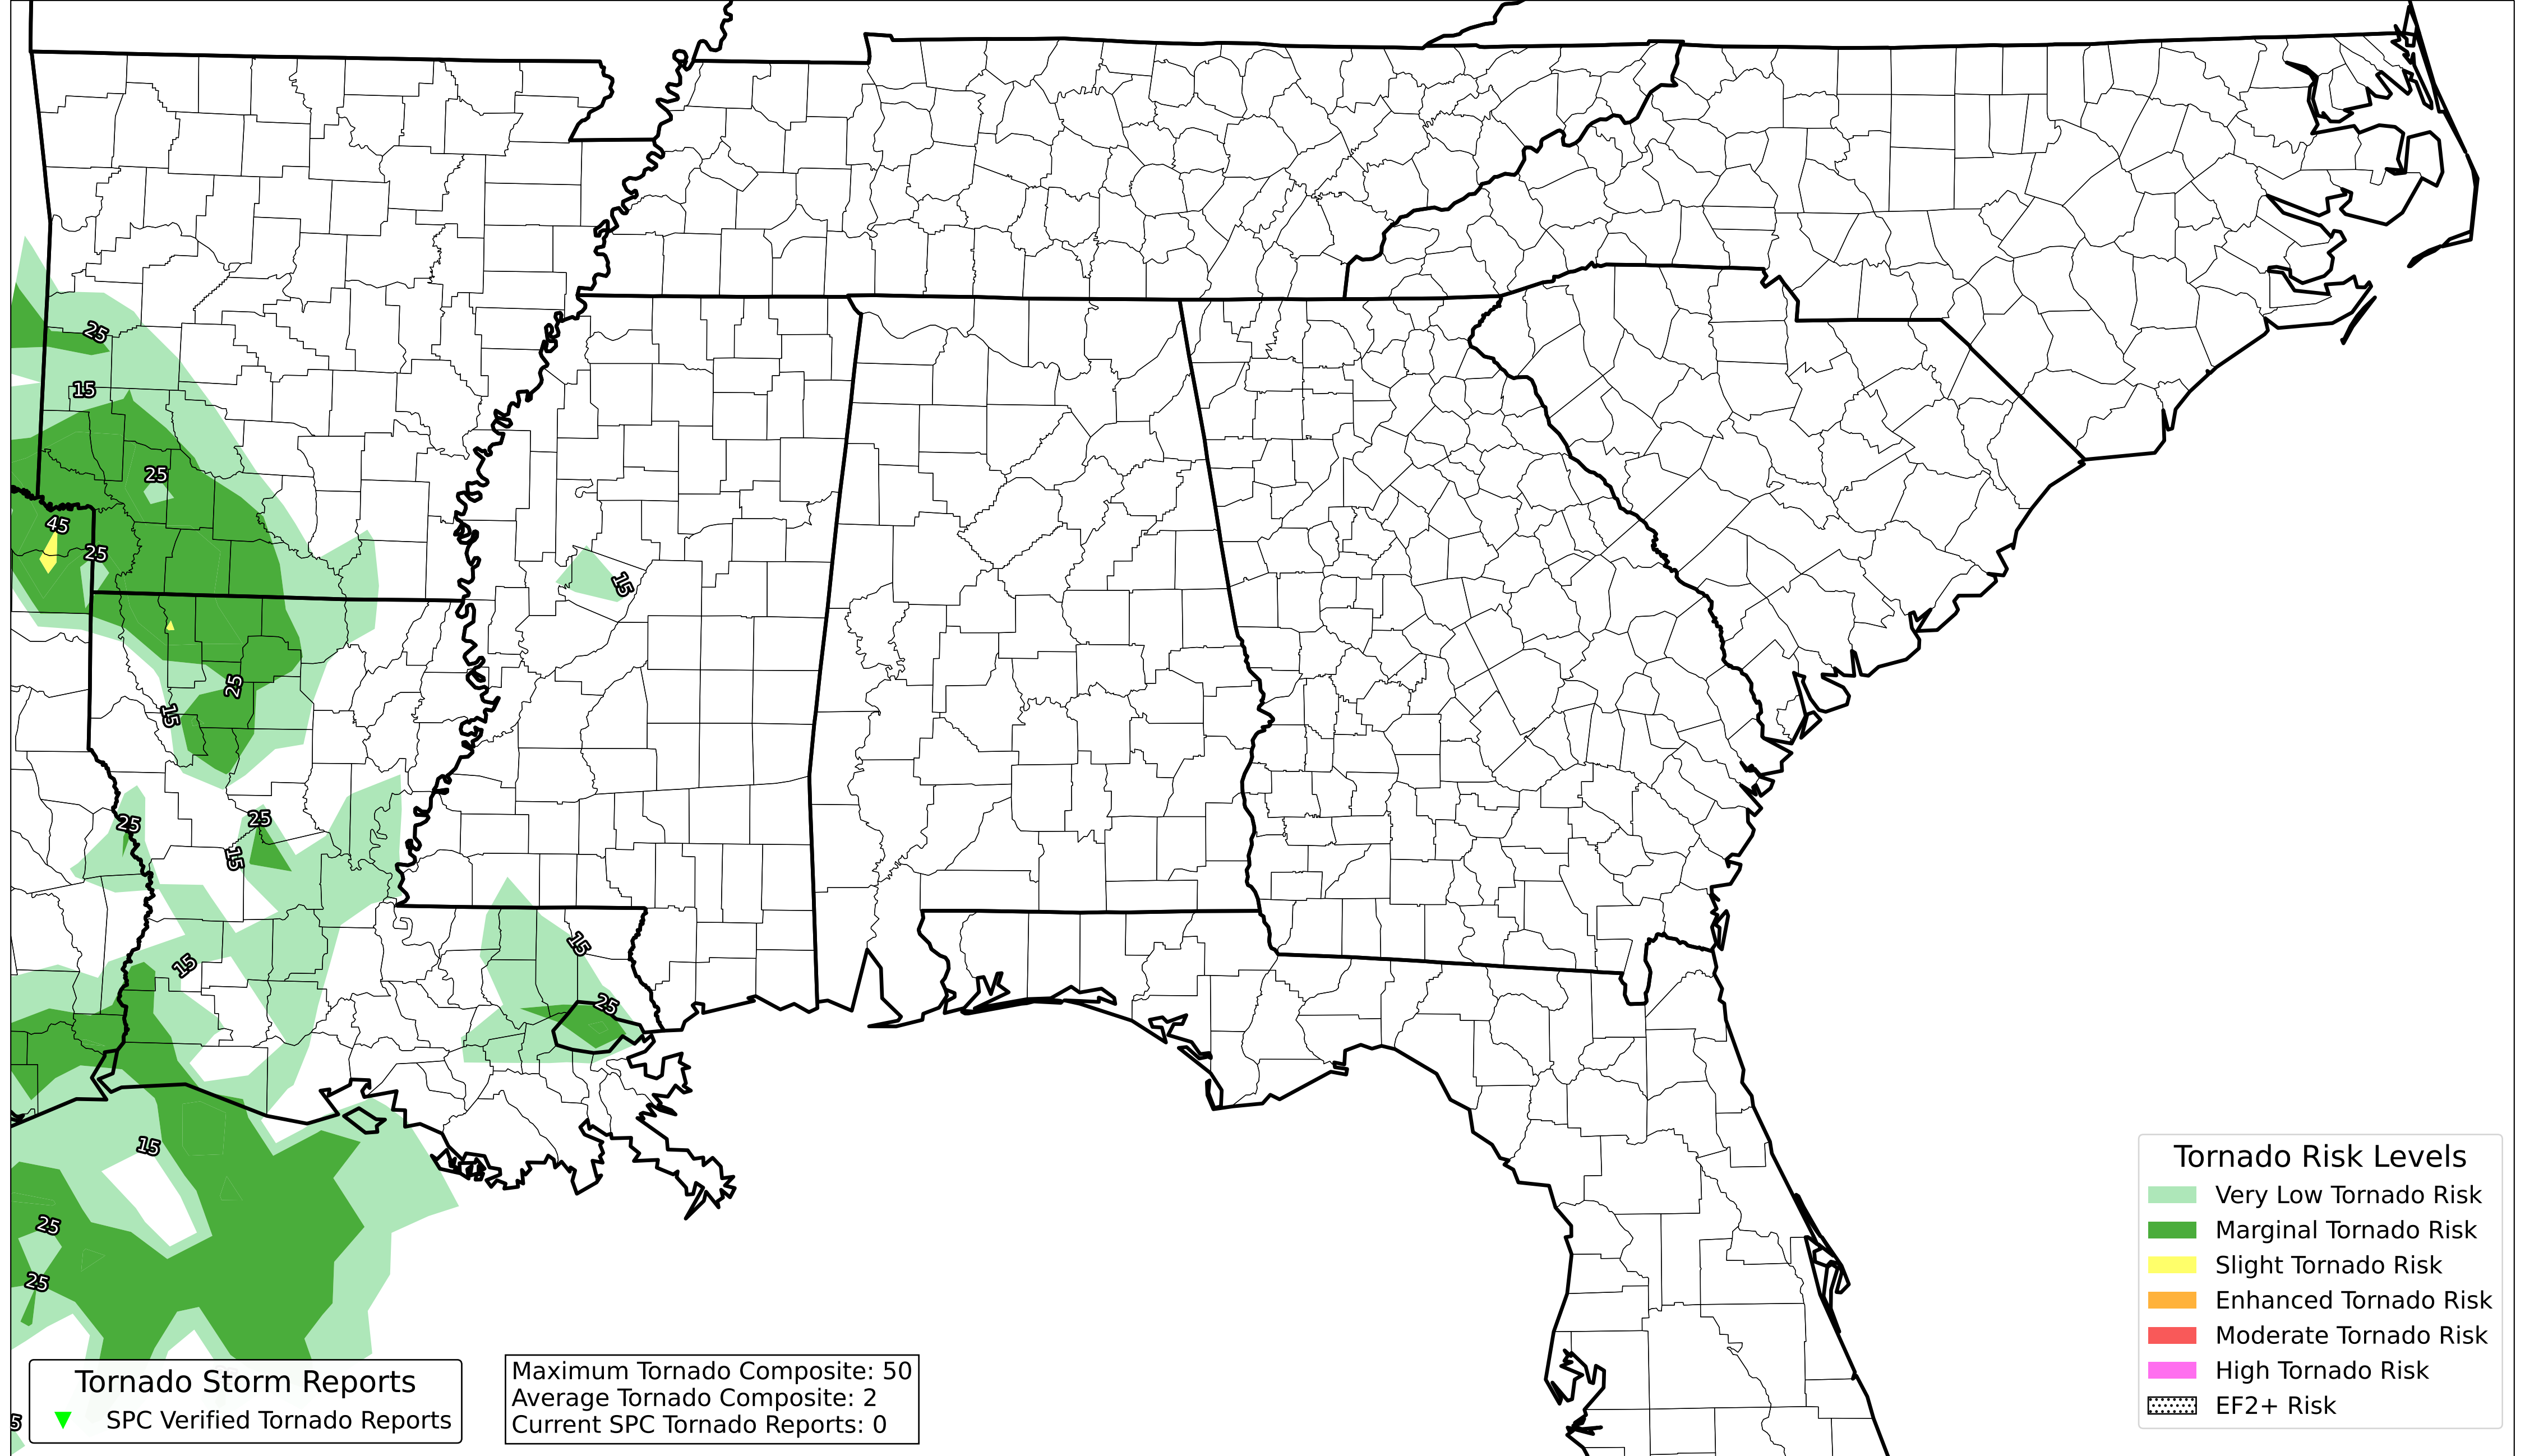 25
15
25
45
25
15
25
15
25
25
15
15
15
25
15
25
25
5
Tornado Storm Reports
SPC Verified Tornado Reports
Maximum Tornado Composite: 50
Average Tornado Composite: 2
Current SPC Tornado Reports: 0
Tornado Risk Levels
Very Low Tornado Risk
Marginal Tornado Risk
Slight Tornado Risk
Enhanced Tornado Risk
Moderate Tornado Risk
High Tornado Risk
EF2+ Risk